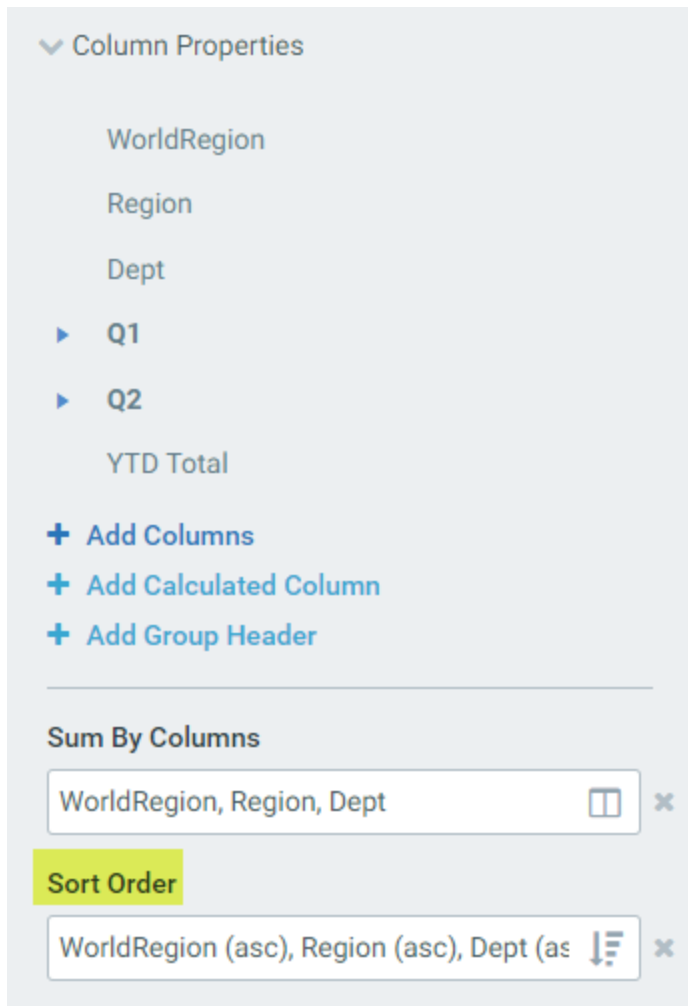 Column Properties
WorldRegion
Region
Dept
Q1
Q2
YTD Total
+ Add Columns
+ Add Calculated Column
+ Add Group Header
Sum By Columns
WorldRegion, Region, Dept
Sort Order
WorldRegion (asc), Region (asc), Dept (as